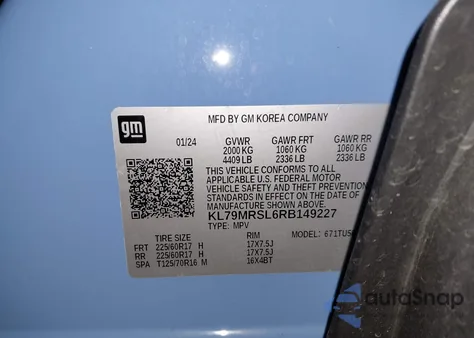 gm
MFD BY GM KOREA COMPANY
01/24 GVWR GAWR FRT GAWR RR
2000 KG 1060 KG 1060 KG
4409 LB 2336 LB 2336 LB
THIS VEHICLE CONFORMS TO ALL
APPLICABLE U.S. FEDERAL MOTOR
VEHICLE SAFETY AND THEFT PREVENTION
STANDARDS IN EFFECT ON THE DATE
OF MANUFACTURE SHOWN ABOVE.
KL79MRSL6RB149227
TYPE: MPV
TIRE SIZE RIM MODEL: 671TUS
FRT 225/60R17 H 17X7.5J
RR 225/60R17 H 17X7.5J
SPA T125/70R16 M 16X4BT
autoSnap